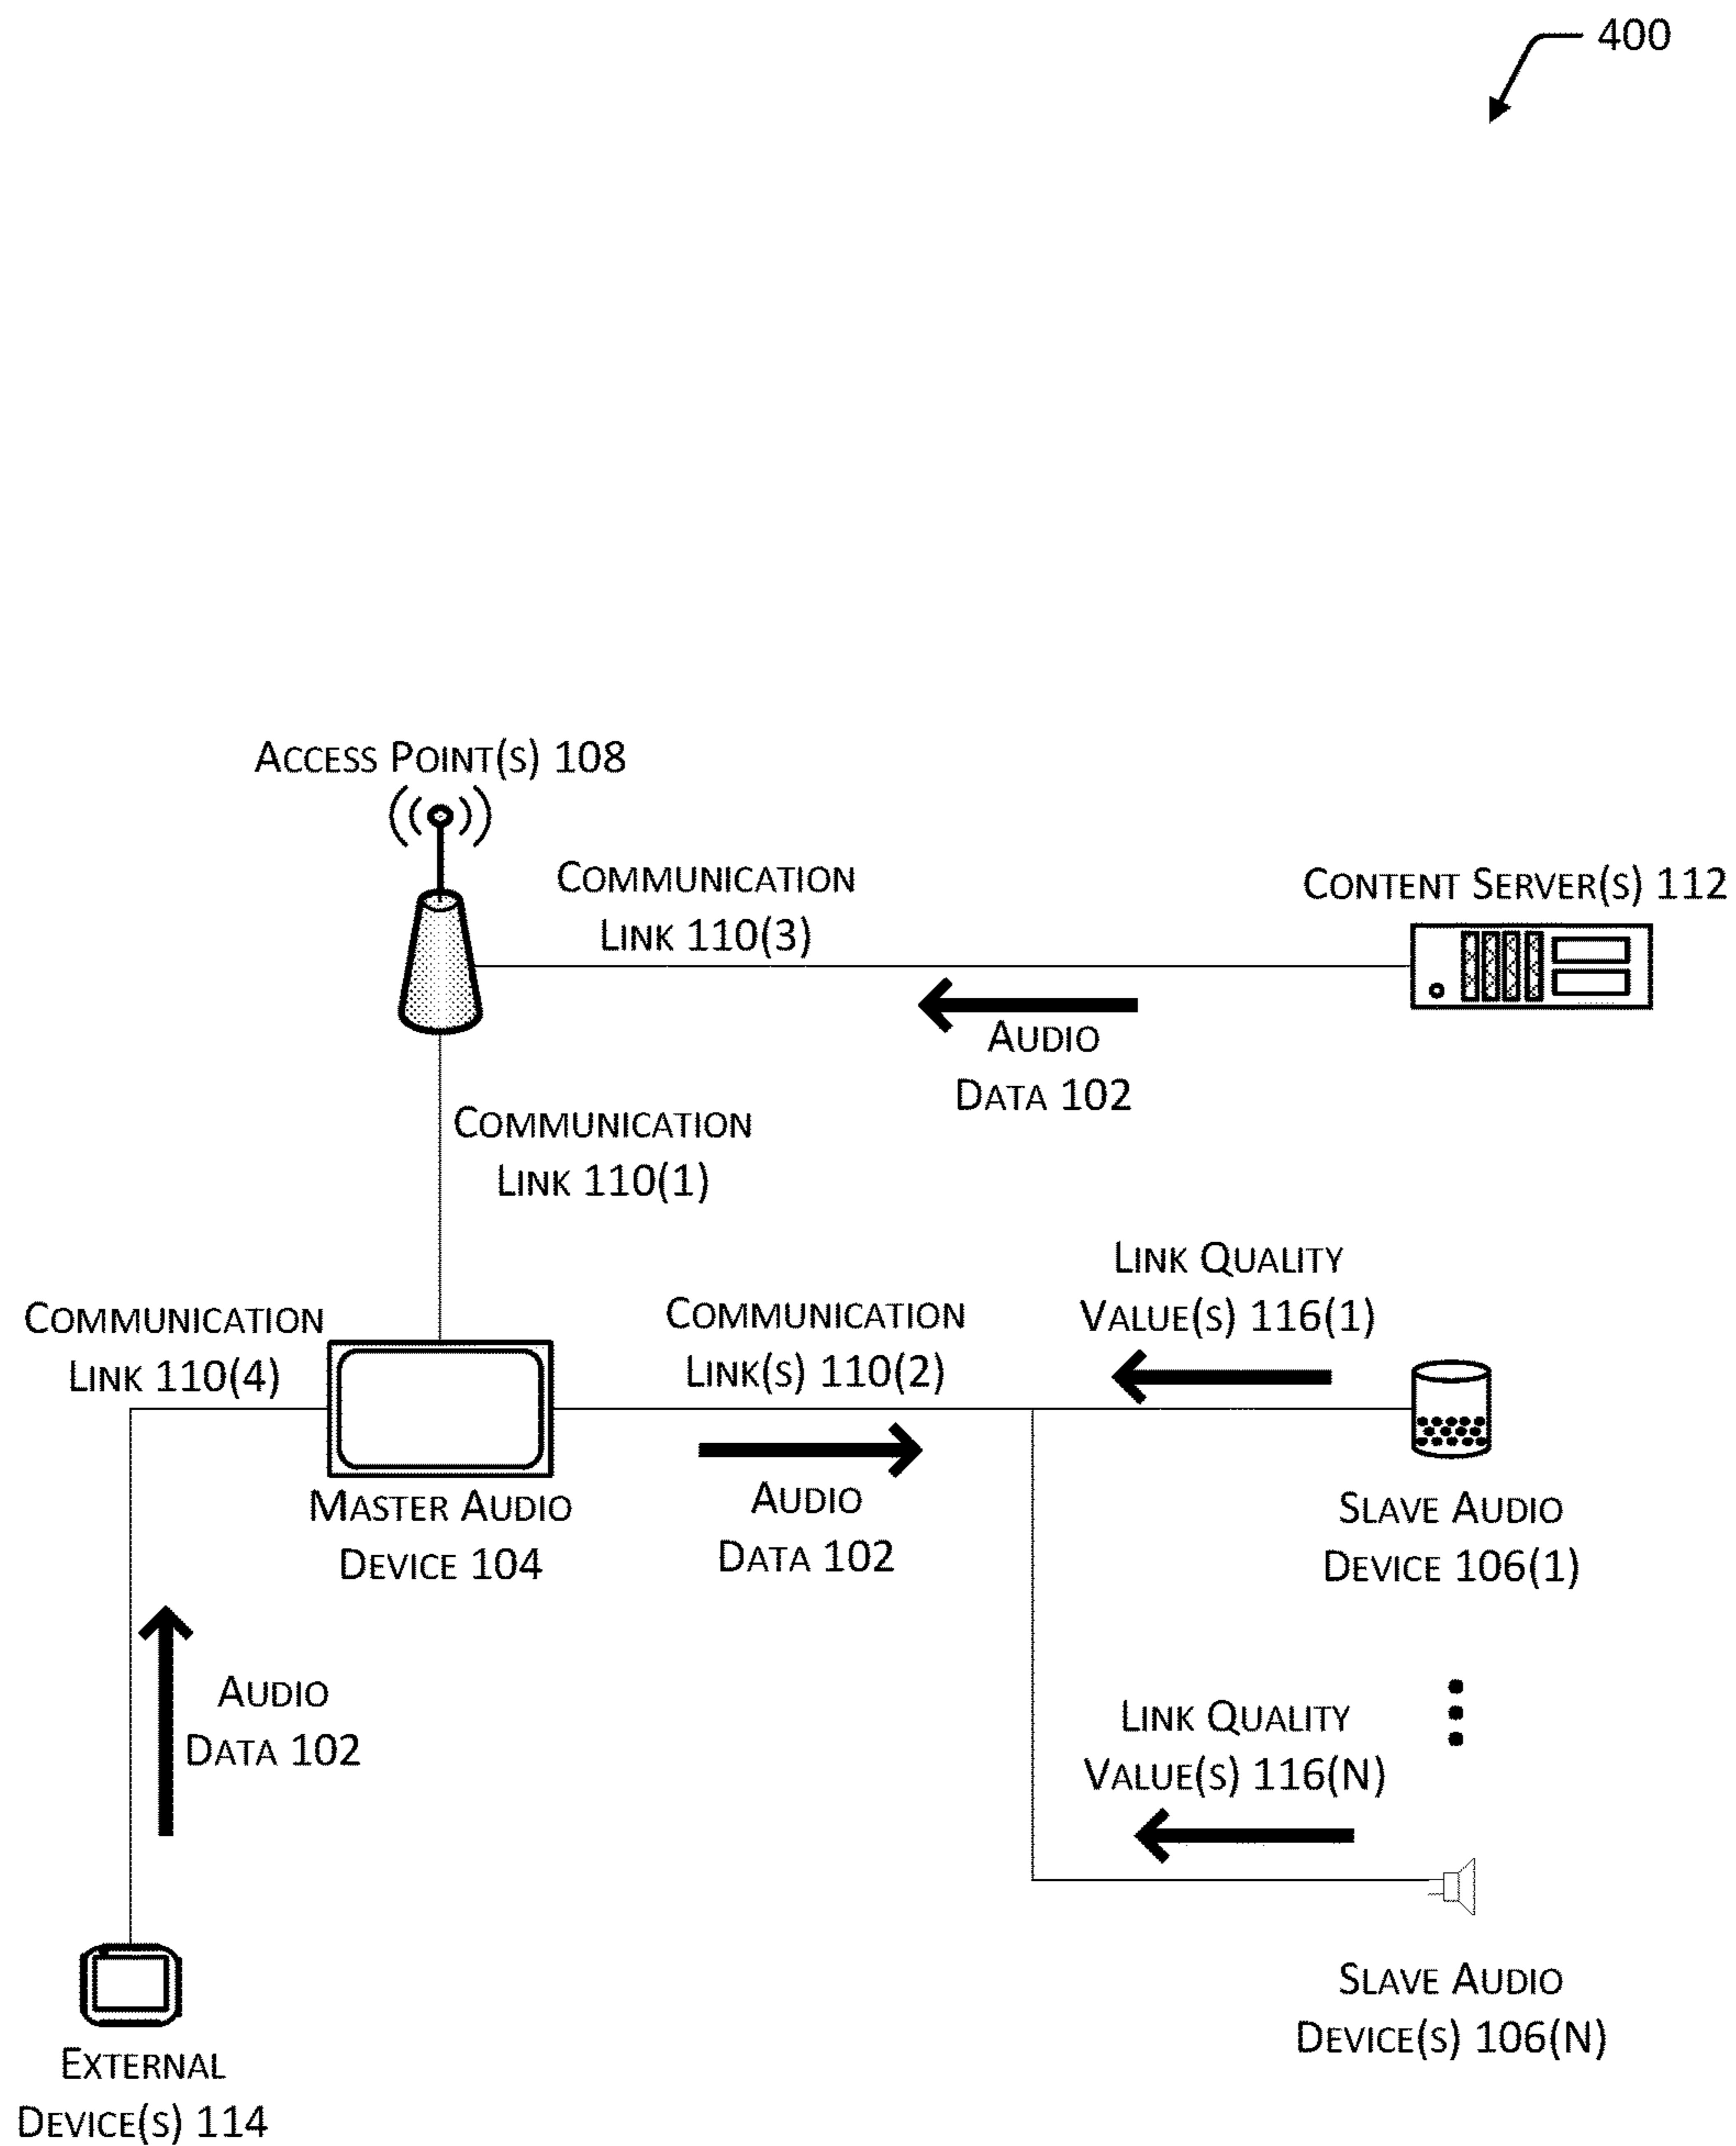 400
ACCESS POINT(S) 108
COMMUNICATION
LINK 110(3)
CONTENT SERVER(S) 112
AUDIO
DATA 102
COMMUNICATION
LINK 110(1)
COMMUNICATION
LINK 110(4)
COMMUNICATION
LINK(S) 110(2)
LINK QUALITY
VALUE(S) 116(1)
MASTER AUDIO
DEVICE 104
AUDIO
DATA 102
SLAVE AUDIO
DEVICE 106(1)
AUDIO
DATA 102
LINK QUALITY
VALUE(S) 116(N)
SLAVE AUDIO
DEVICE(S) 106(N)
EXTERNAL
DEVICE(S) 114